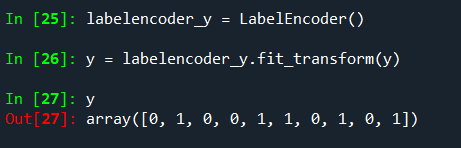 In [25]: labelencoder_y = LabelEncoder()
In [26]: y = labelencoder_y.fit_transform(y)
In [27]: y
Out[27]: array([0, 1, 0, 0, 1, 1, 0, 1, 0, 1])